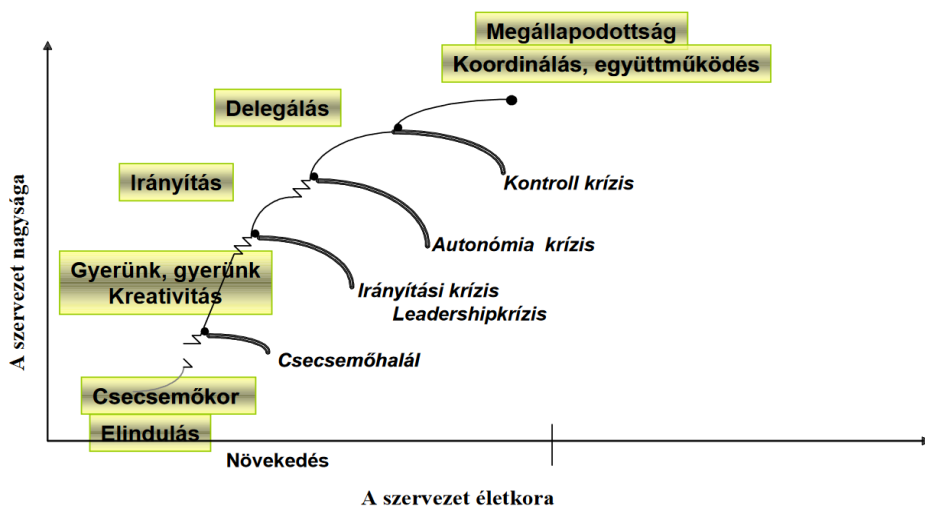 Megállapodottság
Koordinálás, együttműködés
Delegálás
Irányítás
Kontroll krízis
Autonómia krízis
Gyerünk, gyerünk
Kreativitás
Irányítási krízis
Leadershipkrízis
Csecsemőhalál
Csecsemőkor
Elindulás
Növekedés
A szervezet életkora
A szervezet nagysága